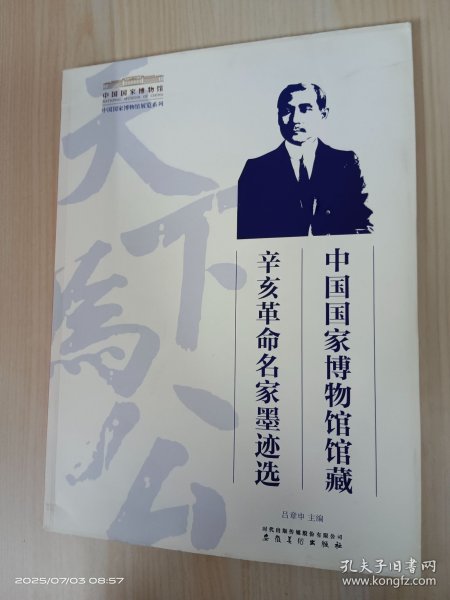 中国国家博物馆
NATIONAL MUSEUM OF CHINA
中国国家博物馆展览系列
天下為公
中国国家博物馆馆藏
辛亥革命名家墨迹选
吕章申 主编
时代出版传媒股份有限公司
安徽美术出版社
2025/07/03 08:57
孔夫子旧书网
www.kongfz.com